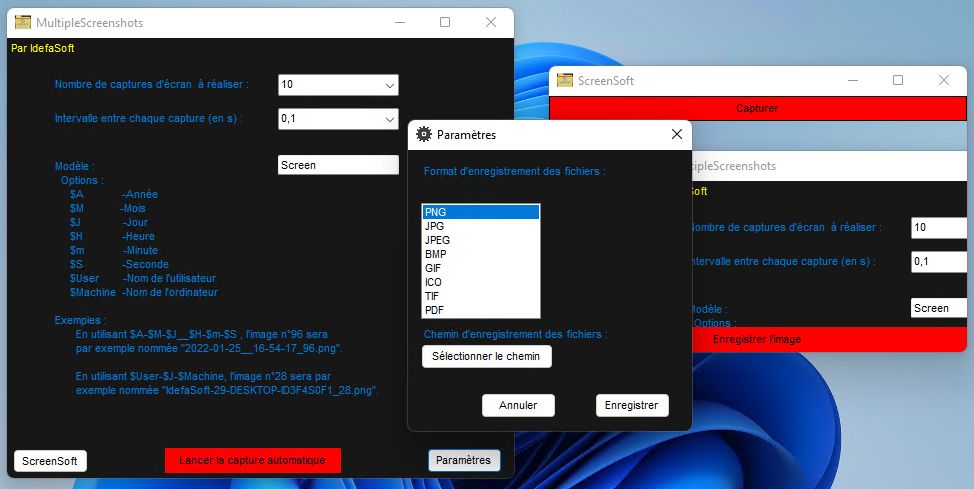 MultipleScreenshots
Par IdefaSoft
Nombre de captures d'écran  à réaliser :
10
Intervalle entre chaque capture (en s) :
0,1
Modèle :
Screen
Options :
$A -Année
$M -Mois
$J -Jour
$H -Heure
$m -Minute
$S -Seconde
$User -Nom de l'utilisateur
$Machine -Nom de l'ordinateur
Exemples :
En utilisant $A-$M-$J__$H-$m-$S , l'image n°96 sera
par exemple nommée "2022-01-25__16-54-17_96.png".
En utilisant $User-$J-$Machine, l'image n°28 sera par
exemple nommée "IdefaSoft-29-DESKTOP-ID3F4S0F1_28.png".
ScreenSoft
Lancer la capture automatique
Paramètres
Paramètres
Format d'enregistrement des fichiers :
PNG
JPG
JPEG
BMP
GIF
ICO
TIF
PDF
Chemin d'enregistrement des fichiers :
Sélectionner le chemin
Annuler
Enregistrer
ScreenSoft
Capturer
ipleScreenshots
Soft
Nombre de captures d'écran  à réaliser :
10
ntervalle entre chaque capture (en s) :
0,1
Modèle :
Screen
Options :
Enregistrer l'image